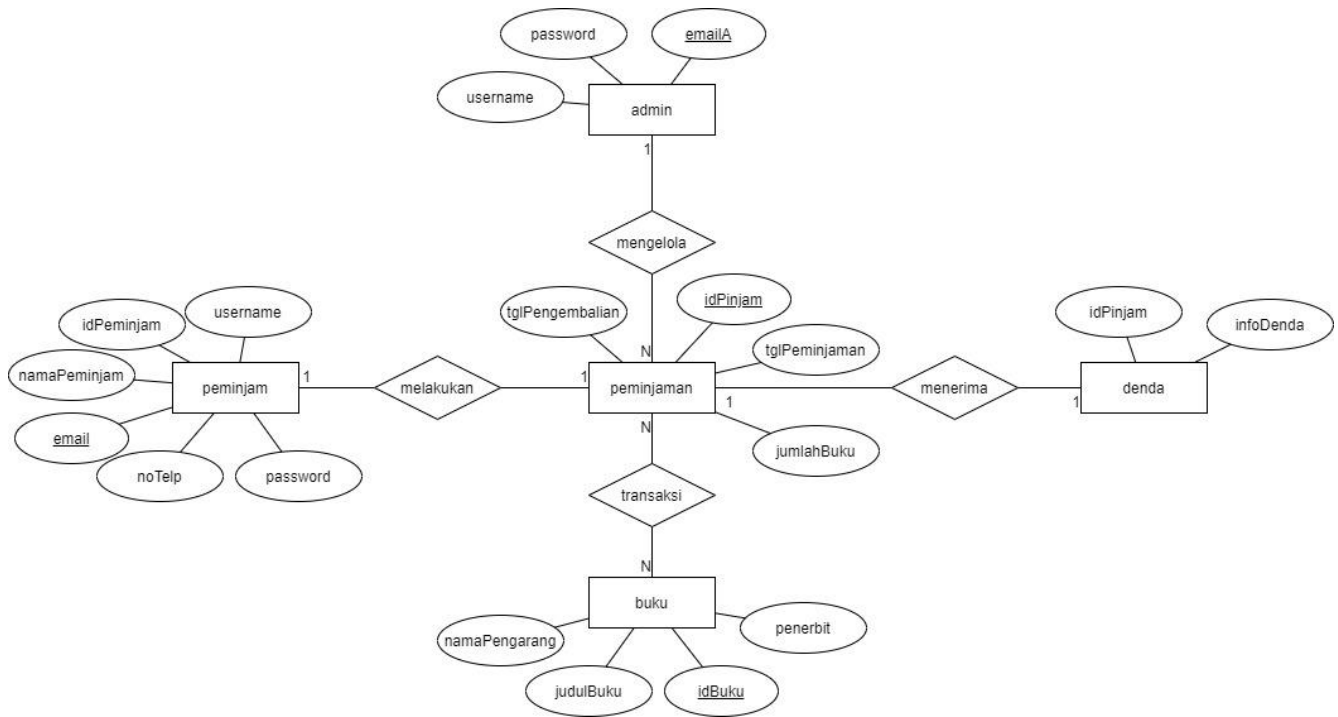 password
emailA
username
admin
1
mengelola
N
tglPengembalian
idPinjam
tglPeminjaman
idPeminjam
username
namaPeminjam
peminjam
email
noTelp
password
1
melakukan
1
peminjaman
1
menerima
1
denda
idPinjam
infoDenda
jumlahBuku
N
transaksi
N
buku
namaPengarang
penerbit
judulBuku
idBuku